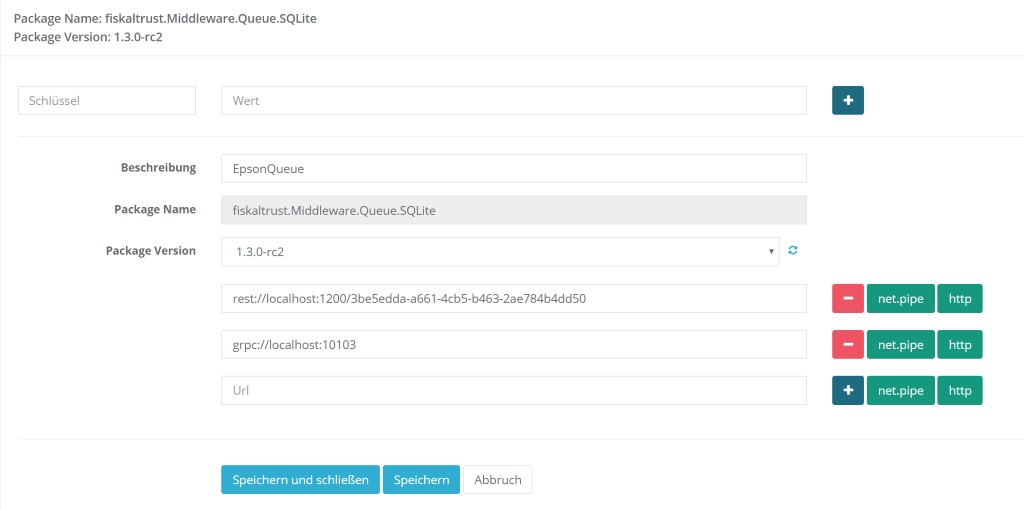 Package Name: fiskaltrust.Middleware.Queue.SQLite
Package Version: 1.3.0-rc2
Schlüssel Wert
Beschreibung EpsonQueue
Package Name fiskaltrust.Middleware.Queue.SQLite
Package Version 1.3.0-rc2
rest://localhost:1200/3be5edda-a661-4cb5-b463-2ae784b4dd50 net.pipe http
grpc://localhost:10103 net.pipe http
Url net.pipe http
Speichern und schließen Speichern Abbruch